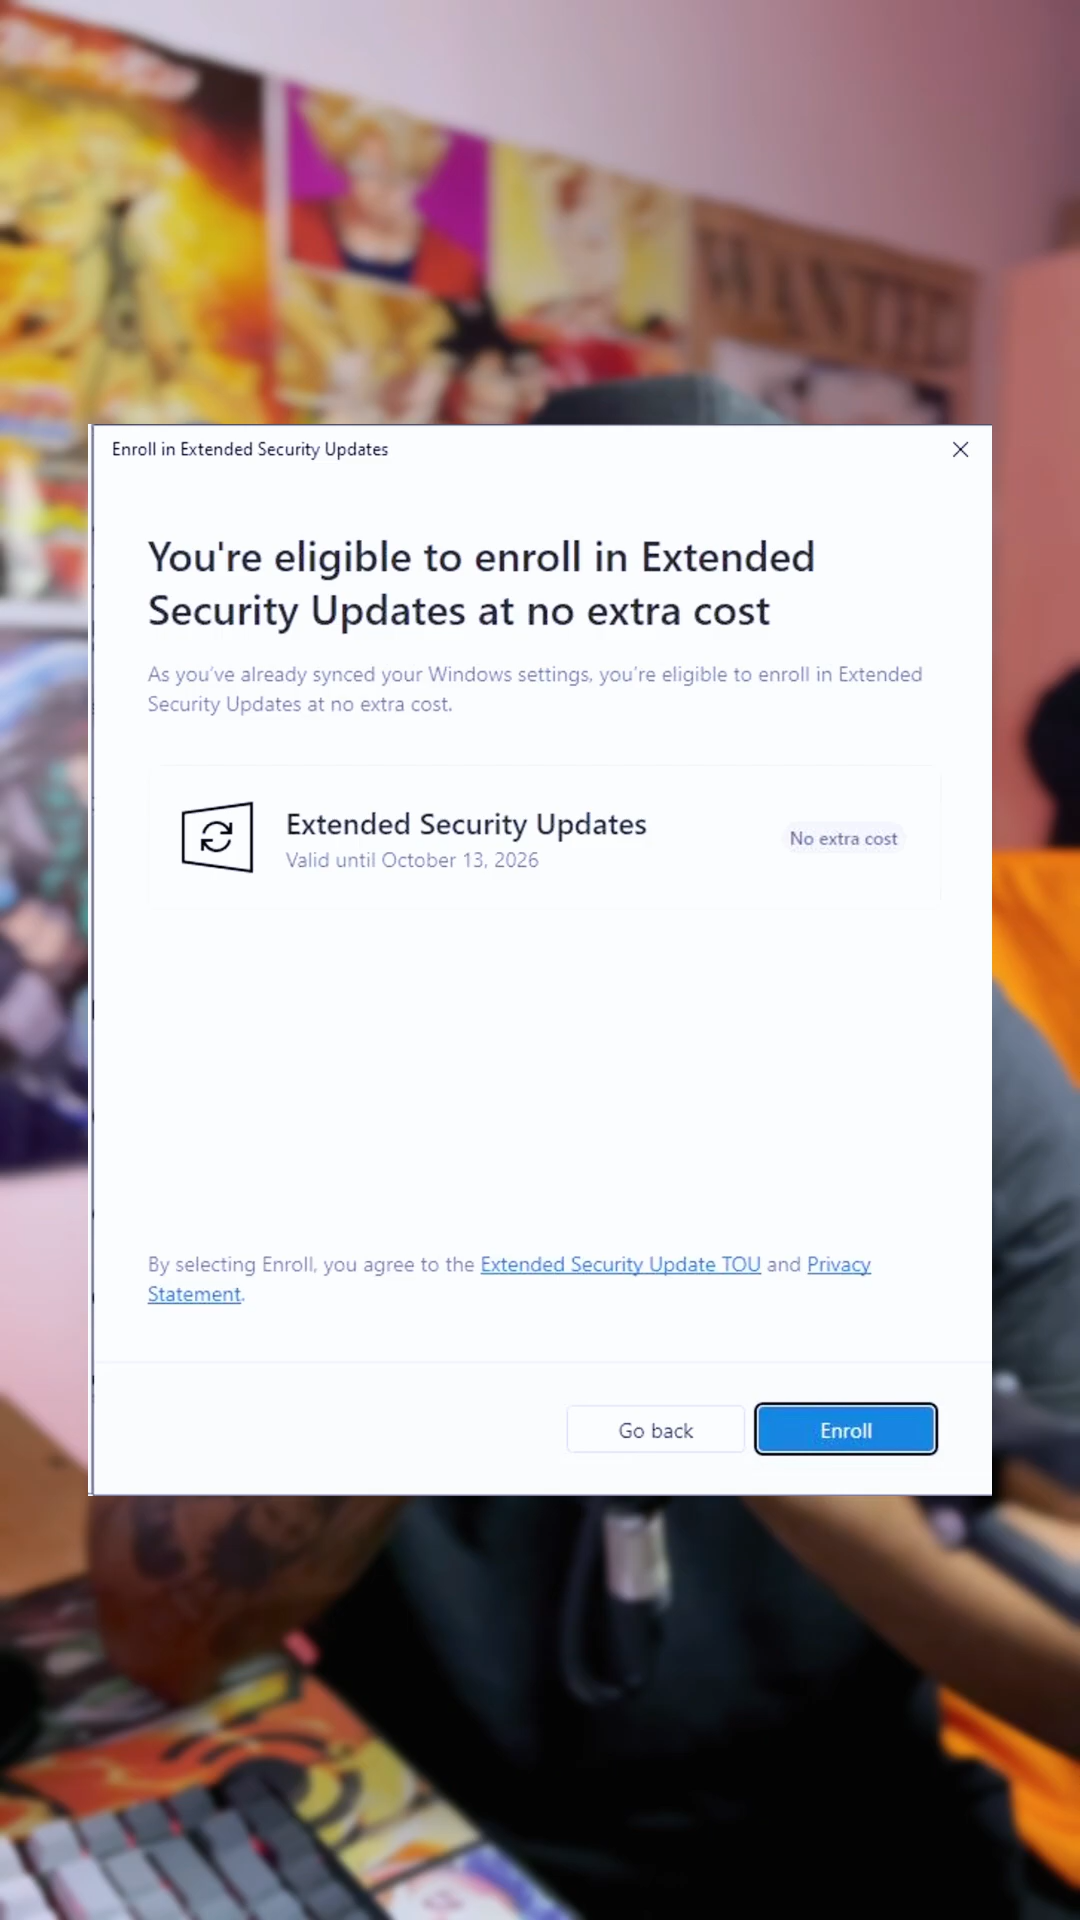 WANTED
Enroll in Extended Security Updates
You're eligible to enroll in Extended
Security Updates at no extra cost
As you've already synced your Windows settings, you're eligible to enroll in Extended
Security Updates at no extra cost.
Extended Security Updates
Valid until October 13, 2026
No extra cost
By selecting Enroll, you agree to the Extended Security Update TOU and Privacy
Statement.
Go back
Enroll